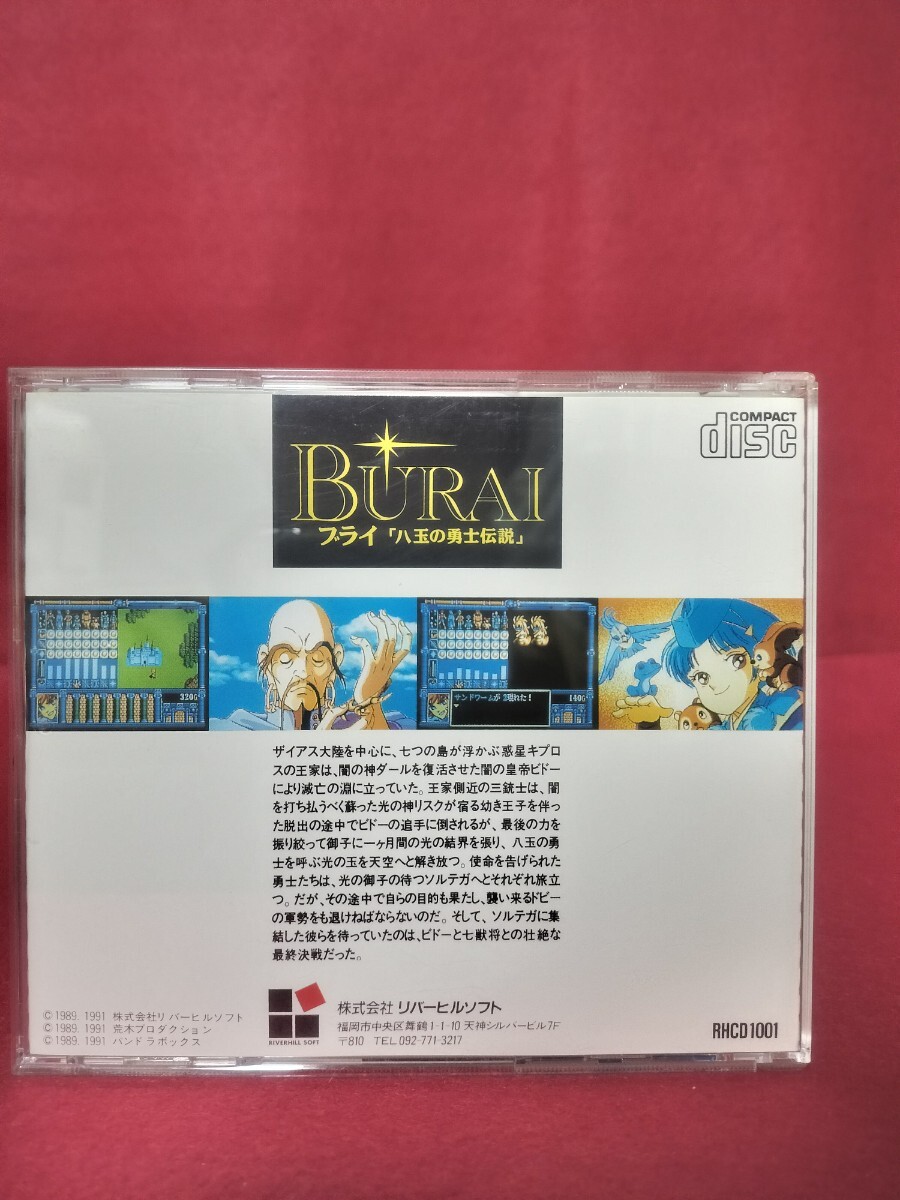 COMPACT
disc
BURAI
ブライ「八玉の勇士伝説」
3206
サンドワームが2現れた!
1400
ザイアス大陸を中心に、七つの島が浮かぶ惑星キプロ
スの王家は、闇の神ダールを復活させた闇の皇帝ビドー
により滅亡の淵に立っていた。王家側近の三銃士は、闇
を打ち払うべく蘇った光の神リスクが宿る幼き王子を伴っ
た脱出の途中でビドーの追手に倒されるが、最後の力を
振り絞って御子に一ヶ月間の光の結界を張り、八玉の勇
士を呼ぶ光の玉を天空へと解き放つ。使命を告げられた
勇士たちは、光の御子の待つソルテガへとそれぞれ旅立
つ。だが、その途中で自らの目的も果たし、襲い来るドビー
の軍勢をも退けねばならないのだ。そして、ソルテガに集
結した彼らを待っていたのは、ビドーと七獣将との壮絶な
最終決戦だった。
©1989. 1991 株式会社リバーヒルソフト
©1989. 1991 荒木プロダクション
©1989. 1991 パンドラボックス
RIVERHILL SOFT
株式会社 リバーヒルソフト
福岡市中央区舞鶴1-1-10 天神シルバービル7F
〒810 TEL 092-771-3217
RHCD1001